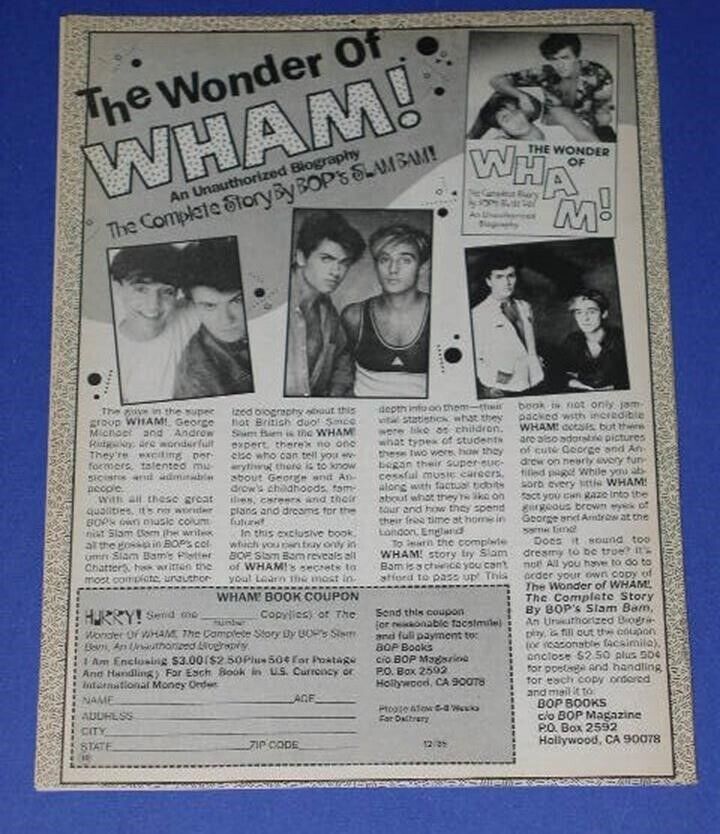 The Wonder Of
WHAM!
An Unauthorized Biography
The Complete Story By BOP's SLAM BAM!
THE WONDER
OF
WHAM!
The Complete Story
By BOP's Slam Bam
An Unauthorized
Biography
The guys in the super
group WHAM!, George
Michael and Andrew
Ridgeley, are wonderful!
They're exciting per-
formers, talented mu-
sicians and admirable
people.
With all these great
qualities, it's no wonder
BOP's own music colum-
nist Slam Bam (he writes
all the gossip in BOP's col-
umn Slam Bam's Platter
Chatter), has written the
most complete, unauthor-
ized biography about this
hot British duo! Since
Slam Bam is the WHAM!
expert, there's no one
else who can tell you ev-
erything there is to know
about George and An-
drew's childhoods, fam-
ilies, careers and their
plans and dreams for the
future!
In this exclusive book,
which you can buy only in
BOP, Slam Bam reveals all
of WHAM!'s secrets to
you! Learn the most in-
depth info on them—their
vital statistics, what they
were like as children,
what types of students
these two were, how they
began their super-suc-
cessful music careers,
along with factual tidbits
about what they're like on
tour and how they spend
their free time at home in
London, England!
To learn the complete
WHAM! story by Slam
Bam is a chance you can't
afford to pass up! This
book is not only jam-
packed with incredible
WHAM! details, but there
are also adorable pictures
of cute George and An-
drew on nearly every fun-
filled page! While you ab-
sorb every little WHAM!
fact you can gaze into the
gorgeous brown eyes of
George and Andrew at the
same time!
Does it sound too
dreamy to be true? It's
not! All you have to do to
order your own copy of
The Wonder of WHAM!,
The Complete Story
By BOP's Slam Bam,
An Unauthorized Biogra-
phy, is fill out the coupon
(or reasonable facsimile),
enclose $2.50 plus 50¢
for postage and handling
for each copy ordered
and mail it to:
BOP BOOKS
c/o BOP Magazine
P.O. Box 2592
Hollywood, CA 90078
WHAM! BOOK COUPON
HURRY! Send me Copy(ies) of The
number
Wonder Of WHAM!, The Complete Story By BOP's Slam
Bam, An Unauthorized Biography.
I Am Enclosing $3.00 ($2.50 Plus 50¢ For Postage
And Handling) For Each Book in U.S. Currency or
International Money Order.
NAME AGE
ADDRESS
CITY
STATE ZIP CODE
Send this coupon
(or reasonable facsimile)
and full payment to:
BOP Books
c/o BOP Magazine
P.O. Box 2592
Hollywood, CA 90078
Please Allow 6-8 Weeks
For Delivery
12/85